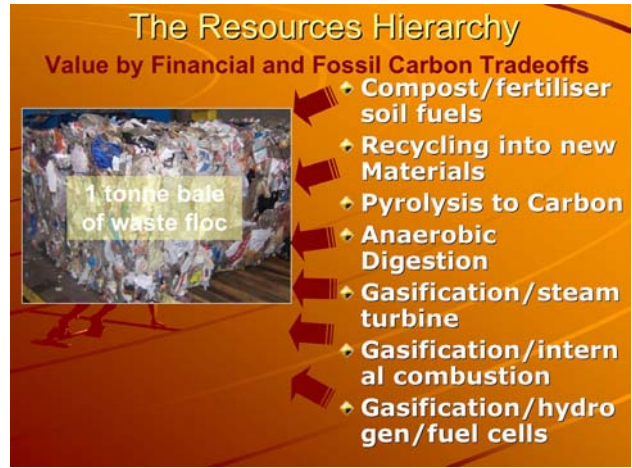 The Resources Hierarchy
Value by Financial and Fossil Carbon Tradeoffs
1 tonne bale
of waste floc
Compost/fertiliser
soil fuels
Recycling into new
Materials
Pyrolysis to Carbon
Anaerobic
Digestion
Gasification/steam
turbine
Gasification/intern
al combustion
Gasification/hydro
gen/fuel cells